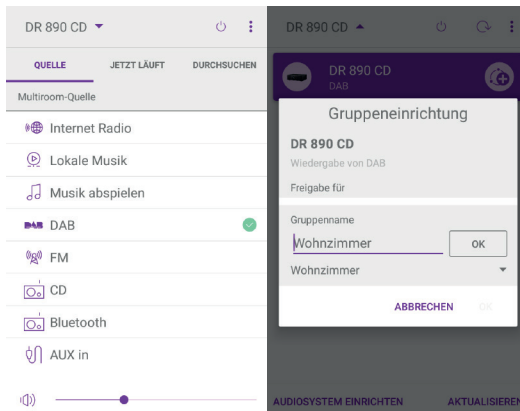 DR 890 CD
QUELLE JETZT LÄUFT DURCHSUCHEN
Multiroom-Quelle
Internet Radio
Lokale Musik
Musik abspielen
DAB DAB
FM
CD
Bluetooth
AUX in
DR 890 CD
DR 890 CD
DAB
Gruppeneinrichtung
DR 890 CD
Wiedergabe von DAB
Freigabe für
Gruppenname
Wohnzimmer OK
Wohnzimmer
ABBRECHEN OK
AUDIOSYSTEM EINRICHTEN AKTUALISIEREN